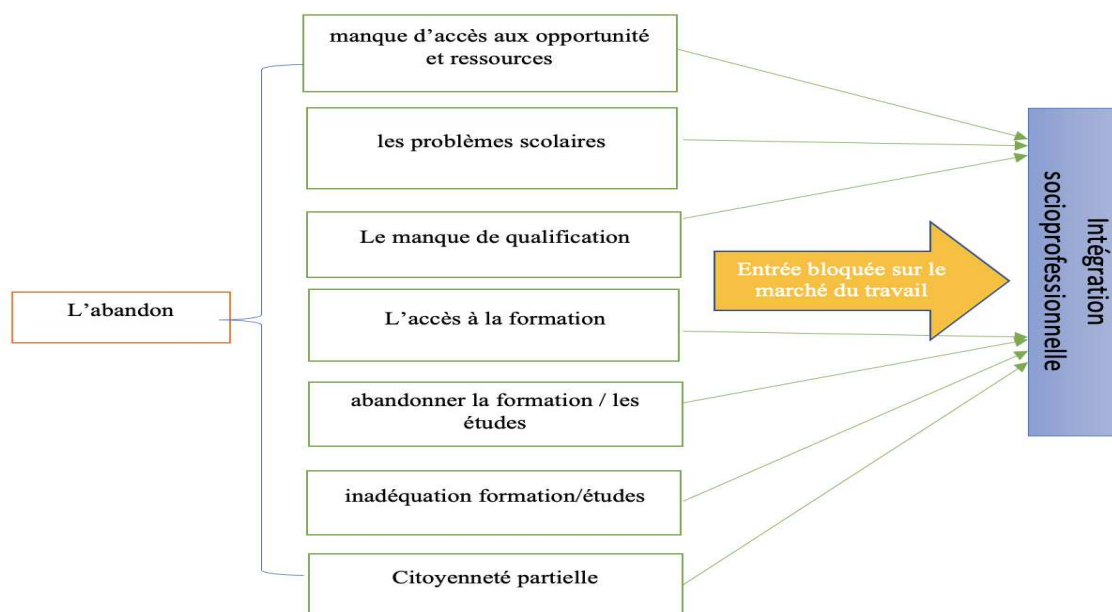 manque d’accès aux opportunité
et ressources
les problèmes scolaires
Le manque de qualification
L’abandon
L’accès à la formation
abandonner la formation / les
études
inadéquation formation/études
Citoyenneté partielle
Entrée bloquée sur le
marché du travail
Intégration
socioprofessionnelle